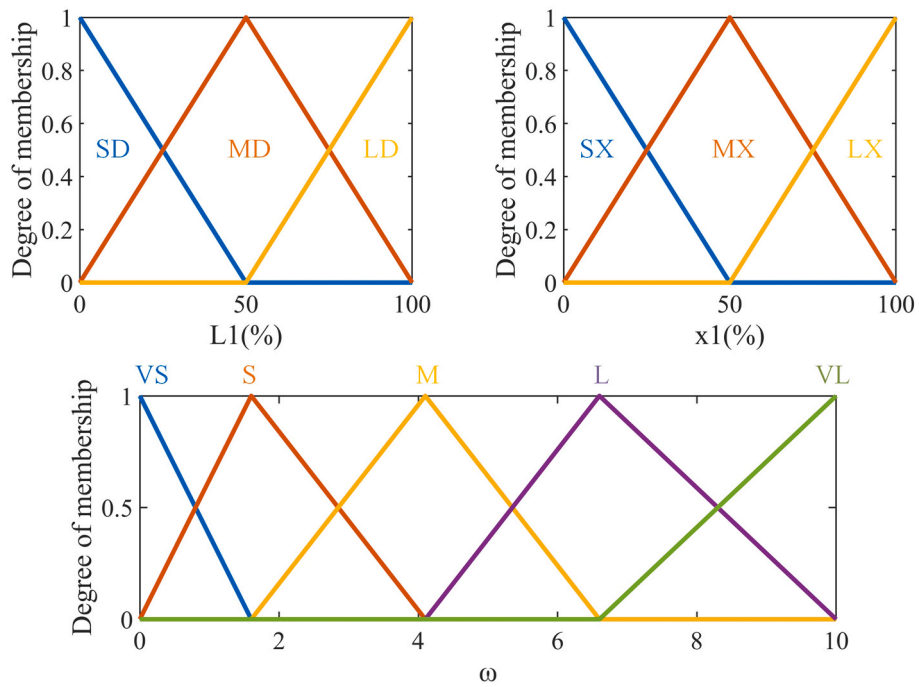 Degree of membership
1
0.8
0.6
0.4
0.2
0
SD
MD
LD
0
50
100
L1(%)
Degree of membership
1
0.8
0.6
0.4
0.2
0
SX
MX
LX
0
50
100
x1(%)
VS
S
M
L
VL
Degree of membership
1
0.5
0
0
2
4
6
8
10
ω